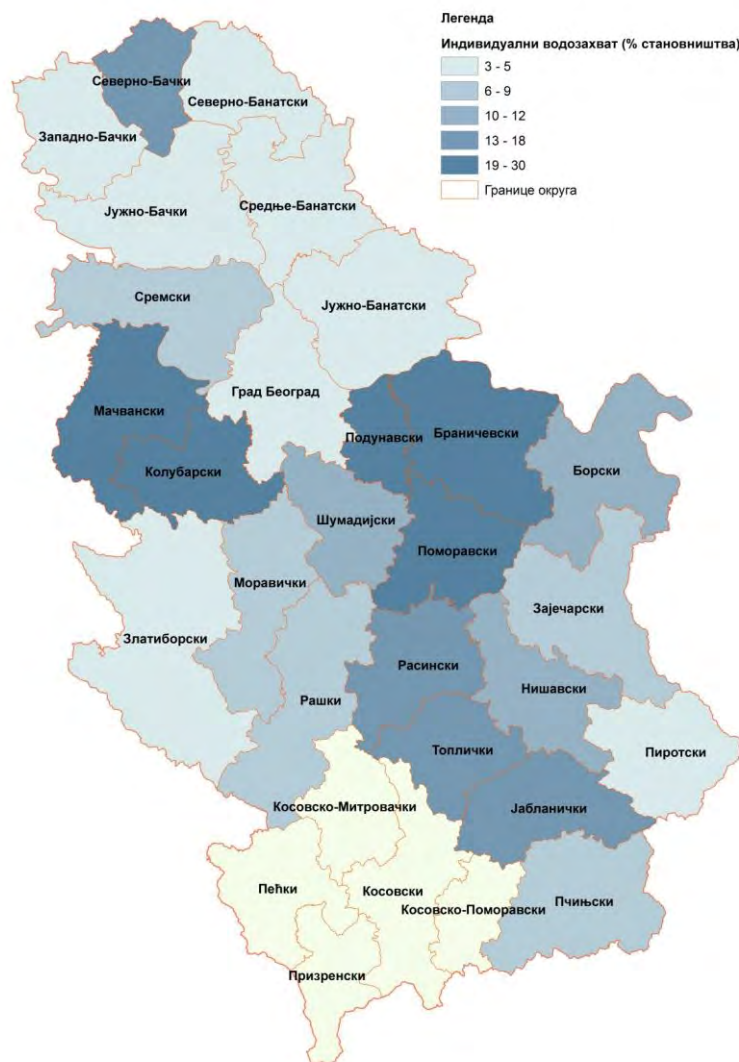 Легенда
Индивидуални водозахват (% становништва)
3 - 5
6 - 9
10 - 12
13 - 18
19 - 30
Границе округа
Северно-Бачки
Северно-Банатски
Западно-Бачки
Јужно-Бачки
Средње-Банатски
Сремски
Јужно-Банатски
Град Београд
Мачвански
Подунавски
Браничевски
Колубарски
Борски
Шумадијски
Поморавски
Моравички
Зајечарски
Златиборски
Расински
Нишавски
Рашки
Топлички
Пиротски
Косовско-Митровачки
Јабланички
Пећки
Косовски
Косовско-Поморавски
Пчињски
Призренски